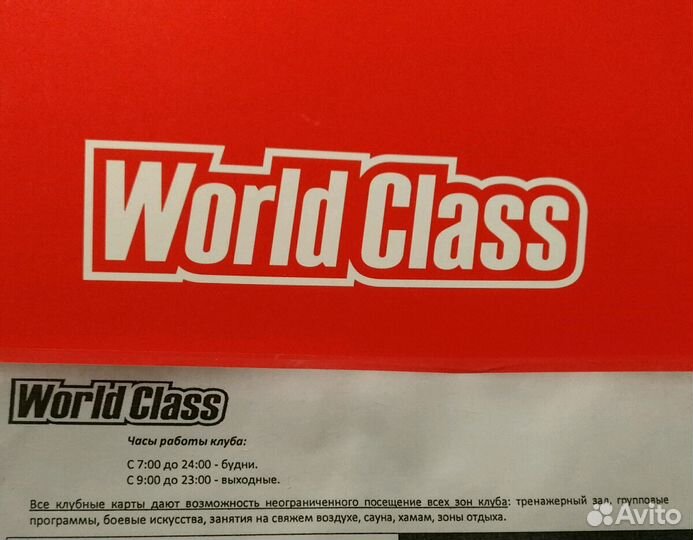 World Class
World Class
Часы работы клуба:
С 7:00 до 24:00 - будни.
С 9:00 до 23:00 - выходные.
Все клубные карты дают возможность неограниченного посещение всех зон клуба: тренажерный зал, групповые
программы, боевые искусства, занятия на свяжем воздухе, сауна, хамам, зоны отдыха.
Avito